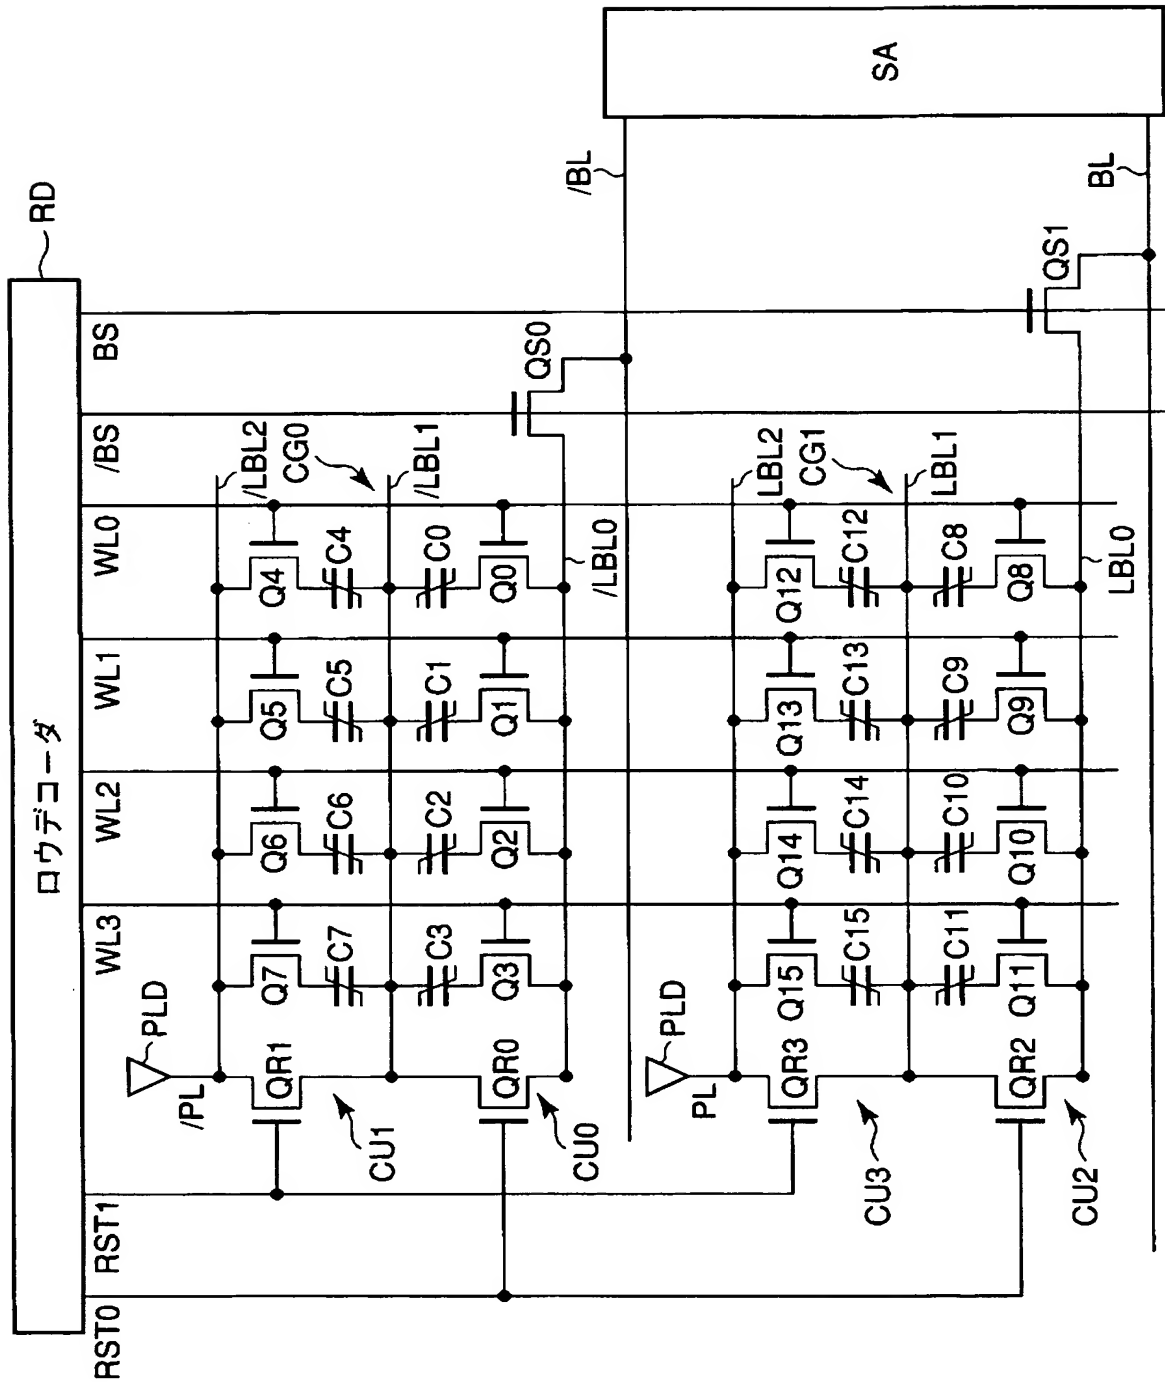 ロウデコーダ
RD
RST0
RST1
WL3
WL2
WL1
WL0
/BS
BS
PLD
/PL
/LBL2
CG0
/LBL1
QR1
Q7
Q6
Q5
Q4
C7
C6
C5
C4
CU1
C3
C2
C1
C0
QR0
Q3
Q2
Q1
Q0
CU0
/LBL0
QS0
/BL
SA
PLD
PL
LBL2
CG1
LBL1
QR3
Q15
Q14
Q13
Q12
C15
C14
C13
C12
CU3
C11
C10
C9
C8
QR2
Q11
Q10
Q9
Q8
CU2
LBL0
QS1
BL